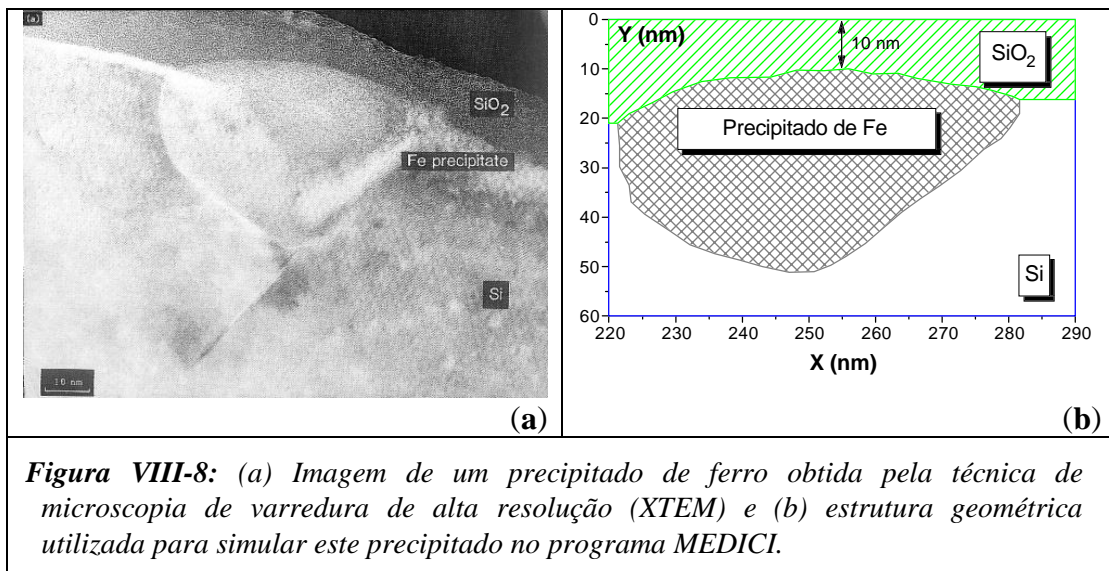 (a)
SiO2
Fe precipitate
Si
10 nm
(a)
0
10
20
30
40
50
60
Y (nm)
10 nm
SiO2
Precipitado de Fe
Si
220 230 240 250 260 270 280 290
X (nm)
(b)
Figura VIII-8: (a) Imagem de um precipitado de ferro obtida pela técnica de
microscopia de varredura de alta resolução (XTEM) e (b) estrutura geométrica
utilizada para simular este precipitado no programa MEDICI.